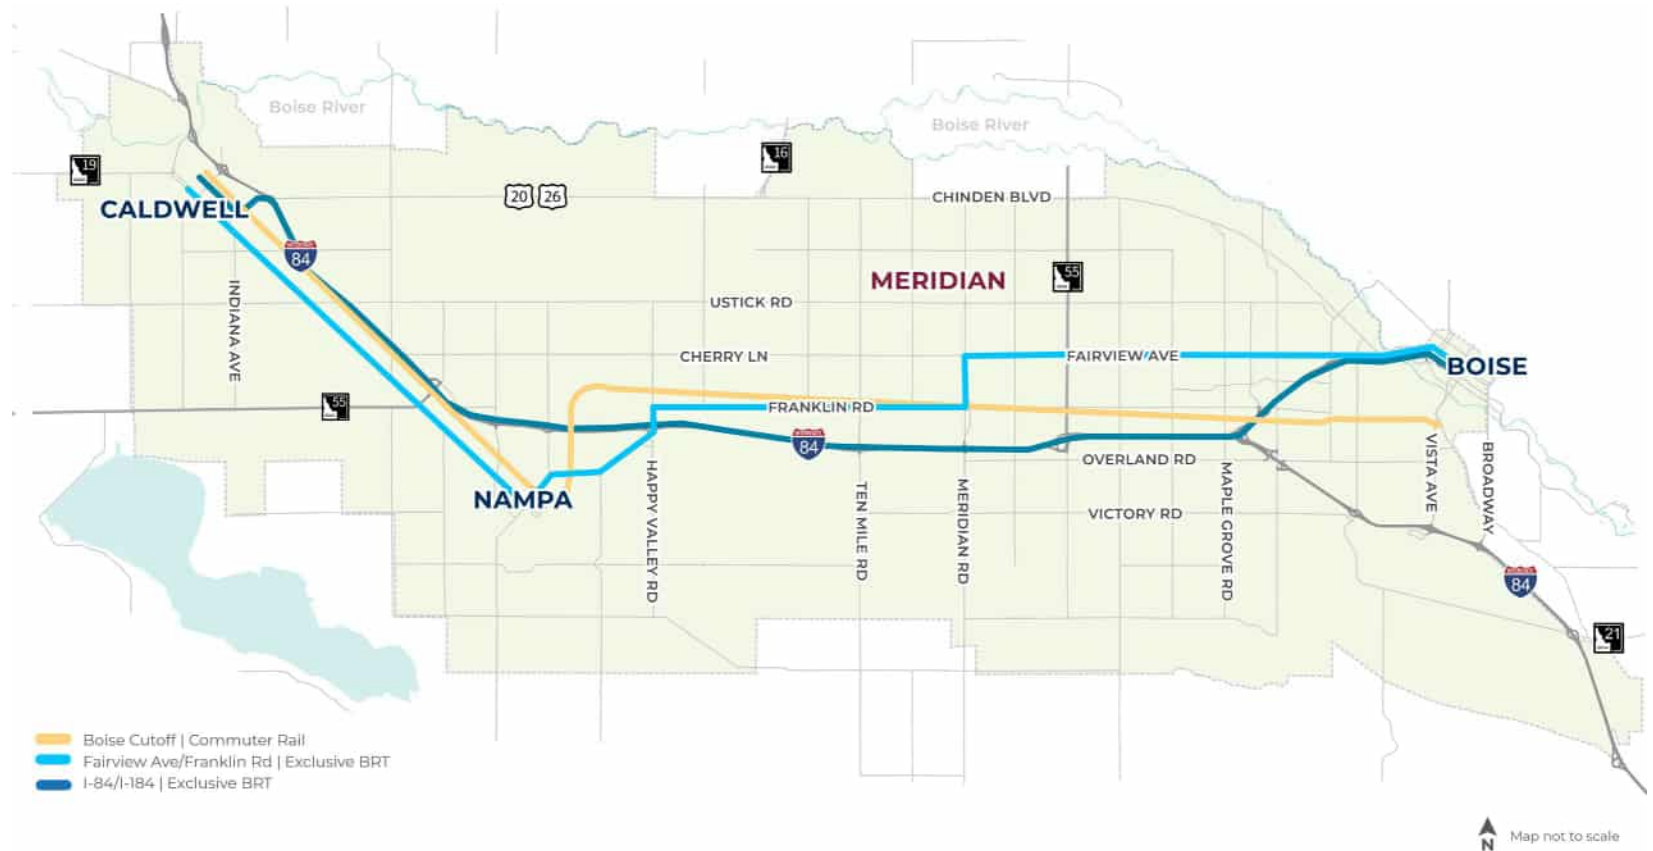 Boise River
Boise River
19
16
20 26
CHINDEN BLVD
CALDWELL
84
MERIDIAN
55
INDIANA AVE
USTICK RD
CHERRY LN
FAIRVIEW AVE
BOISE
55
FRANKLIN RD
84
OVERLAND RD
NAMPA
HAPPY VALLEY RD
TEN MILE RD
MERIDIAN RD
VICTORY RD
MAPLE GROVE RD
VISTA AVE
BROADWAY
84
21
Boise Cutoff | Commuter Rail
Fairview Ave/Franklin Rd | Exclusive BRT
I-84/I-184 | Exclusive BRT
N
Map not to scale